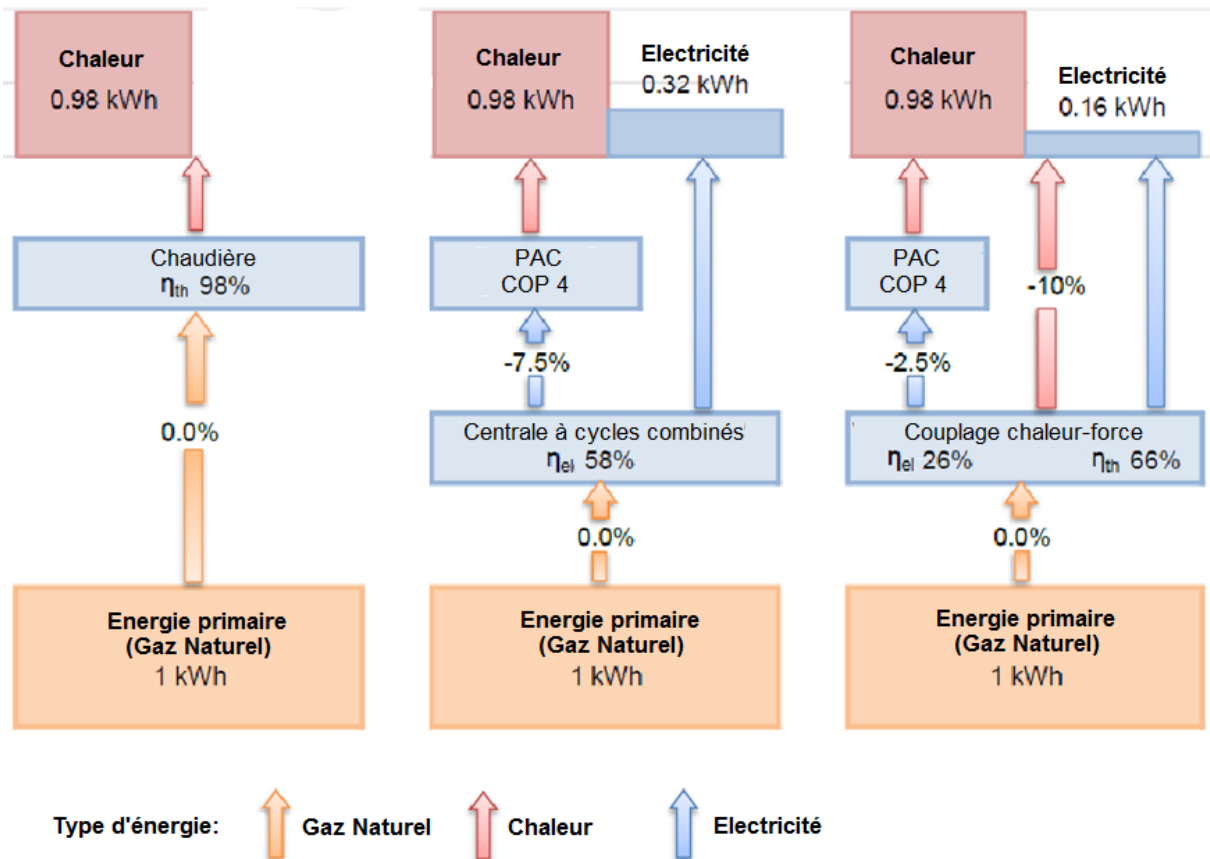 Chaleur
0.98 kWh
Chaudière
ηth 98%
0.0%
Energie primaire
(Gaz Naturel)
1 kWh
Chaleur
0.98 kWh
Electricité
0.32 kWh
PAC
COP 4
-7.5%
Centrale à cycles combinés
ηel 58%
0.0%
Energie primaire
(Gaz Naturel)
1 kWh
Chaleur
0.98 kWh
Electricité
0.16 kWh
PAC
COP 4
-2.5%
-10%
Couplage chaleur-force
ηel 26% ηth 66%
0.0%
Energie primaire
(Gaz Naturel)
1 kWh
Type d'énergie: Gaz Naturel Chaleur Electricité